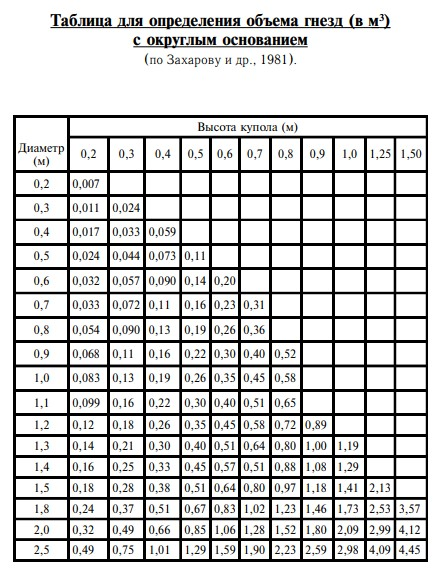 Таблица для определения объема гнезд (в м³)
с округлым основанием
(по Захарову и др., 1981).
Диаметр (м) Высота купола (м)
0,2 0,3 0,4 0,5 0,6 0,7 0,8 0,9 1,0 1,25 1,50
0,2 0,007
0,3 0,011 0,024
0,4 0,017 0,033 0,059
0,5 0,024 0,044 0,073 0,11
0,6 0,032 0,057 0,090 0,14 0,20
0,7 0,033 0,072 0,11 0,16 0,23 0,31
0,8 0,054 0,090 0,13 0,19 0,26 0,36
0,9 0,068 0,11 0,16 0,22 0,30 0,40 0,52
1,0 0,083 0,13 0,19 0,26 0,35 0,45 0,58
1,1 0,099 0,16 0,22 0,30 0,40 0,51 0,65
1,2 0,12 0,18 0,26 0,35 0,45 0,58 0,72 0,89
1,3 0,14 0,21 0,30 0,40 0,51 0,64 0,80 1,00 1,19
1,4 0,16 0,25 0,33 0,45 0,57 0,51 0,88 1,08 1,29
1,5 0,18 0,28 0,38 0,51 0,64 0,80 0,97 1,18 1,41 2,13
1,8 0,24 0,37 0,51 0,67 0,83 1,02 1,23 1,46 1,73 2,53 3,57
2,0 0,32 0,49 0,66 0,85 1,06 1,28 1,52 1,80 2,09 2,99 4,12
2,5 0,49 0,75 1,01 1,29 1,59 1,90 2,23 2,59 2,98 4,09 4,45